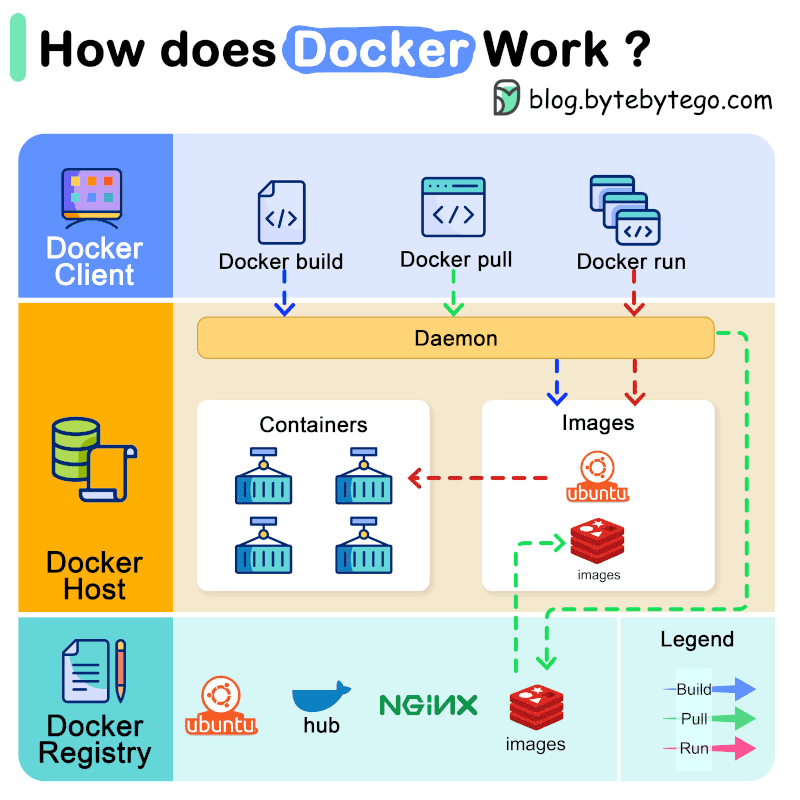 How does Docker Work ?
blog.bytebytego.com
Docker
Client
Docker build
Docker pull
Docker run
Daemon
Docker
Host
Containers
Images
ubuntu
images
Docker
Registry
ubuntu
hub
NGINX
images
Legend
Build
Pull
Run